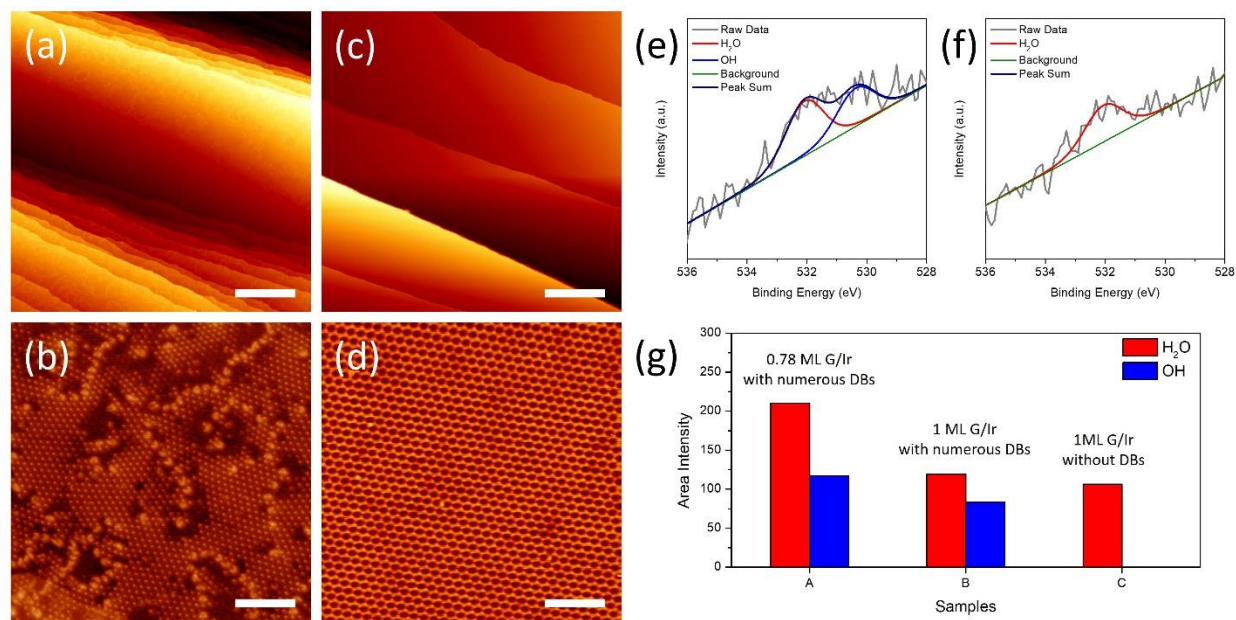 (a)
(c)
(b)
(d)
(e)
Raw Data
H₂O
OH
Background
Peak Sum
Intensity (a.u.)
536 534 532 530 528
Binding Energy (eV)
(f)
Raw Data
H₂O
Background
Peak Sum
Intensity (a.u.)
536 534 532 530 528
Binding Energy (eV)
(g)
H₂O
OH
0.78 ML G/Ir
with numerous DBs
1 ML G/Ir
with numerous DBs
1ML G/Ir
without DBs
300
250
200
150
100
50
0
Area Intensity
A B C
Samples